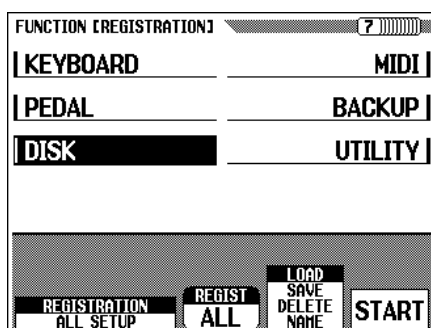 FUNCTION [REGISTRATION] 7
KEYBOARD MIDI
PEDAL BACKUP
DISK UTILITY
REGISTRATION
ALL SETUP
REGIST
ALL
LOAD
SAVE
DELETE
NAME
START